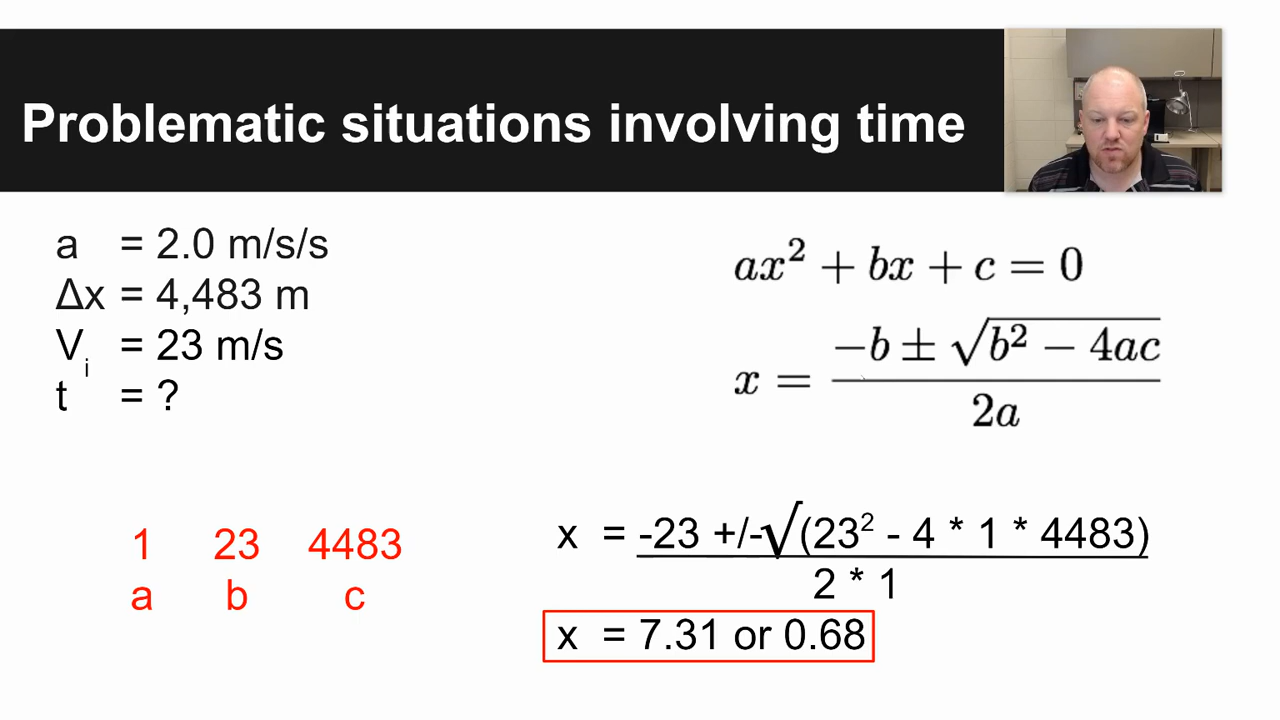 Problematic situations involving time
a = 2.0 m/s/s
Δx = 4,483 m
Vᵢ = 23 m/s
t = ?
ax² + bx + c = 0
x = (-b ± √(b² − 4ac)) / 2a
1 23 4483
a b c
x = -23 +/-√(23² - 4 * 1 * 4483)
2 * 1
x = 7.31 or 0.68